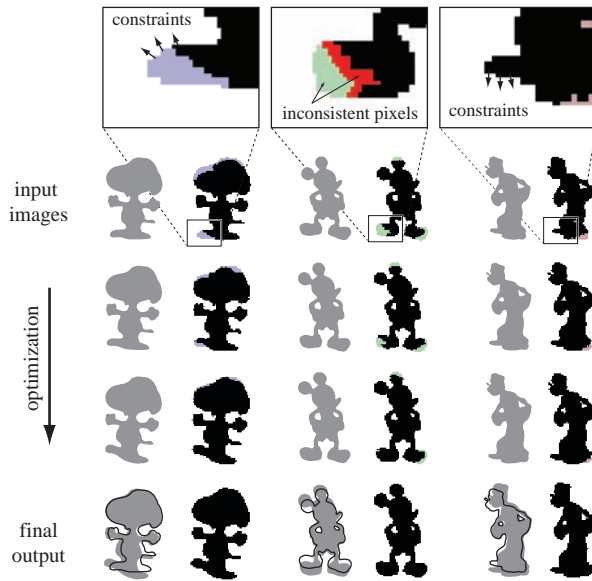 constraints
inconsistent pixels
constraints
input
images
optimization
final
output